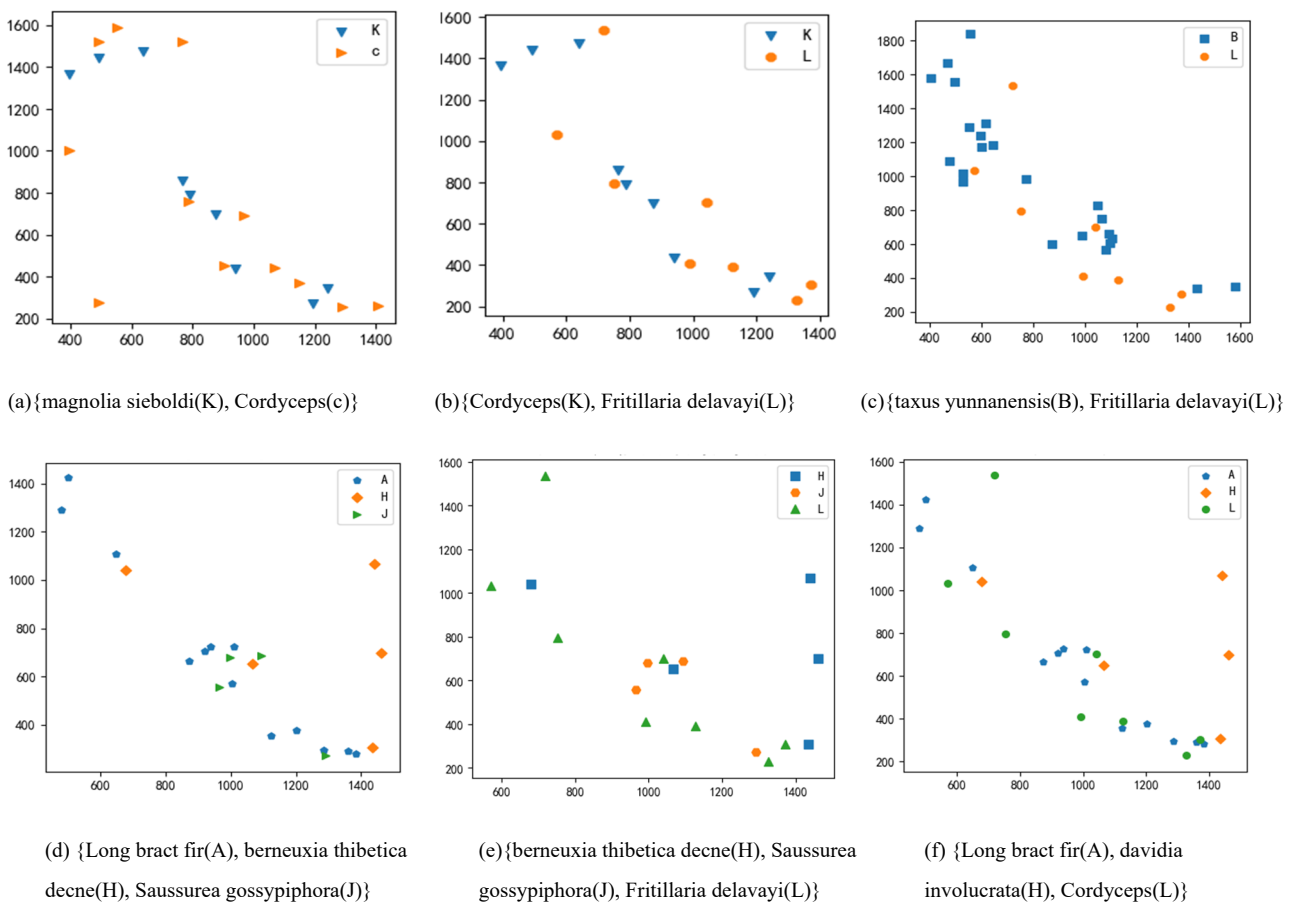 1600
1400
1200
1000
800
600
400
200
400 600 800 1000 1200 1400
K
c
1600
1400
1200
1000
800
600
400
200
400 600 800 1000 1200 1400
K
L
1800
1600
1400
1200
1000
800
600
400
200
400 600 800 1000 1200 1400 1600
B
L
(a){magnolia sieboldi(K), Cordyceps(c)}
(b){Cordyceps(K), Fritillaria delavayi(L)}
(c){taxus yunnanensis(B), Fritillaria delavayi(L)}
1400
1200
1000
800
600
400
600 800 1000 1200 1400
A
H
J
1600
1400
1200
1000
800
600
400
200
600 800 1000 1200 1400
H
J
L
1600
1400
1200
1000
800
600
400
200
600 800 1000 1200 1400
A
H
L
(d) {Long bract fir(A), berneuxia thibetica
decne(H), Saussurea gossypiphora(J)}
(e){berneuxia thibetica decne(H), Saussurea
gossypiphora(J), Fritillaria delavayi(L)}
(f) {Long bract fir(A), davidia
involucrata(H), Cordyceps(L)}